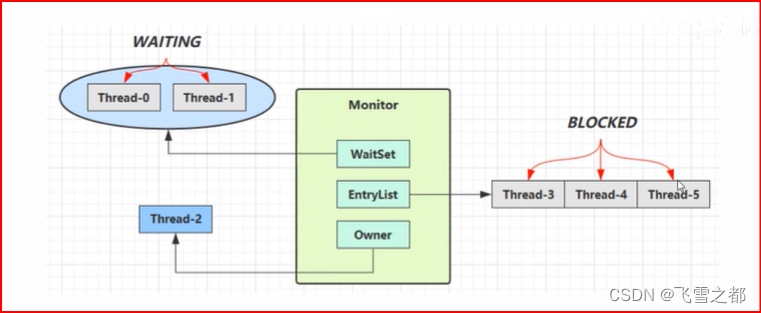 WAITING
Thread-0
Thread-1
Monitor
WaitSet
EntryList
Owner
Thread-2
BLOCKED
Thread-3
Thread-4
Thread-5
CSDN @飞雪之都